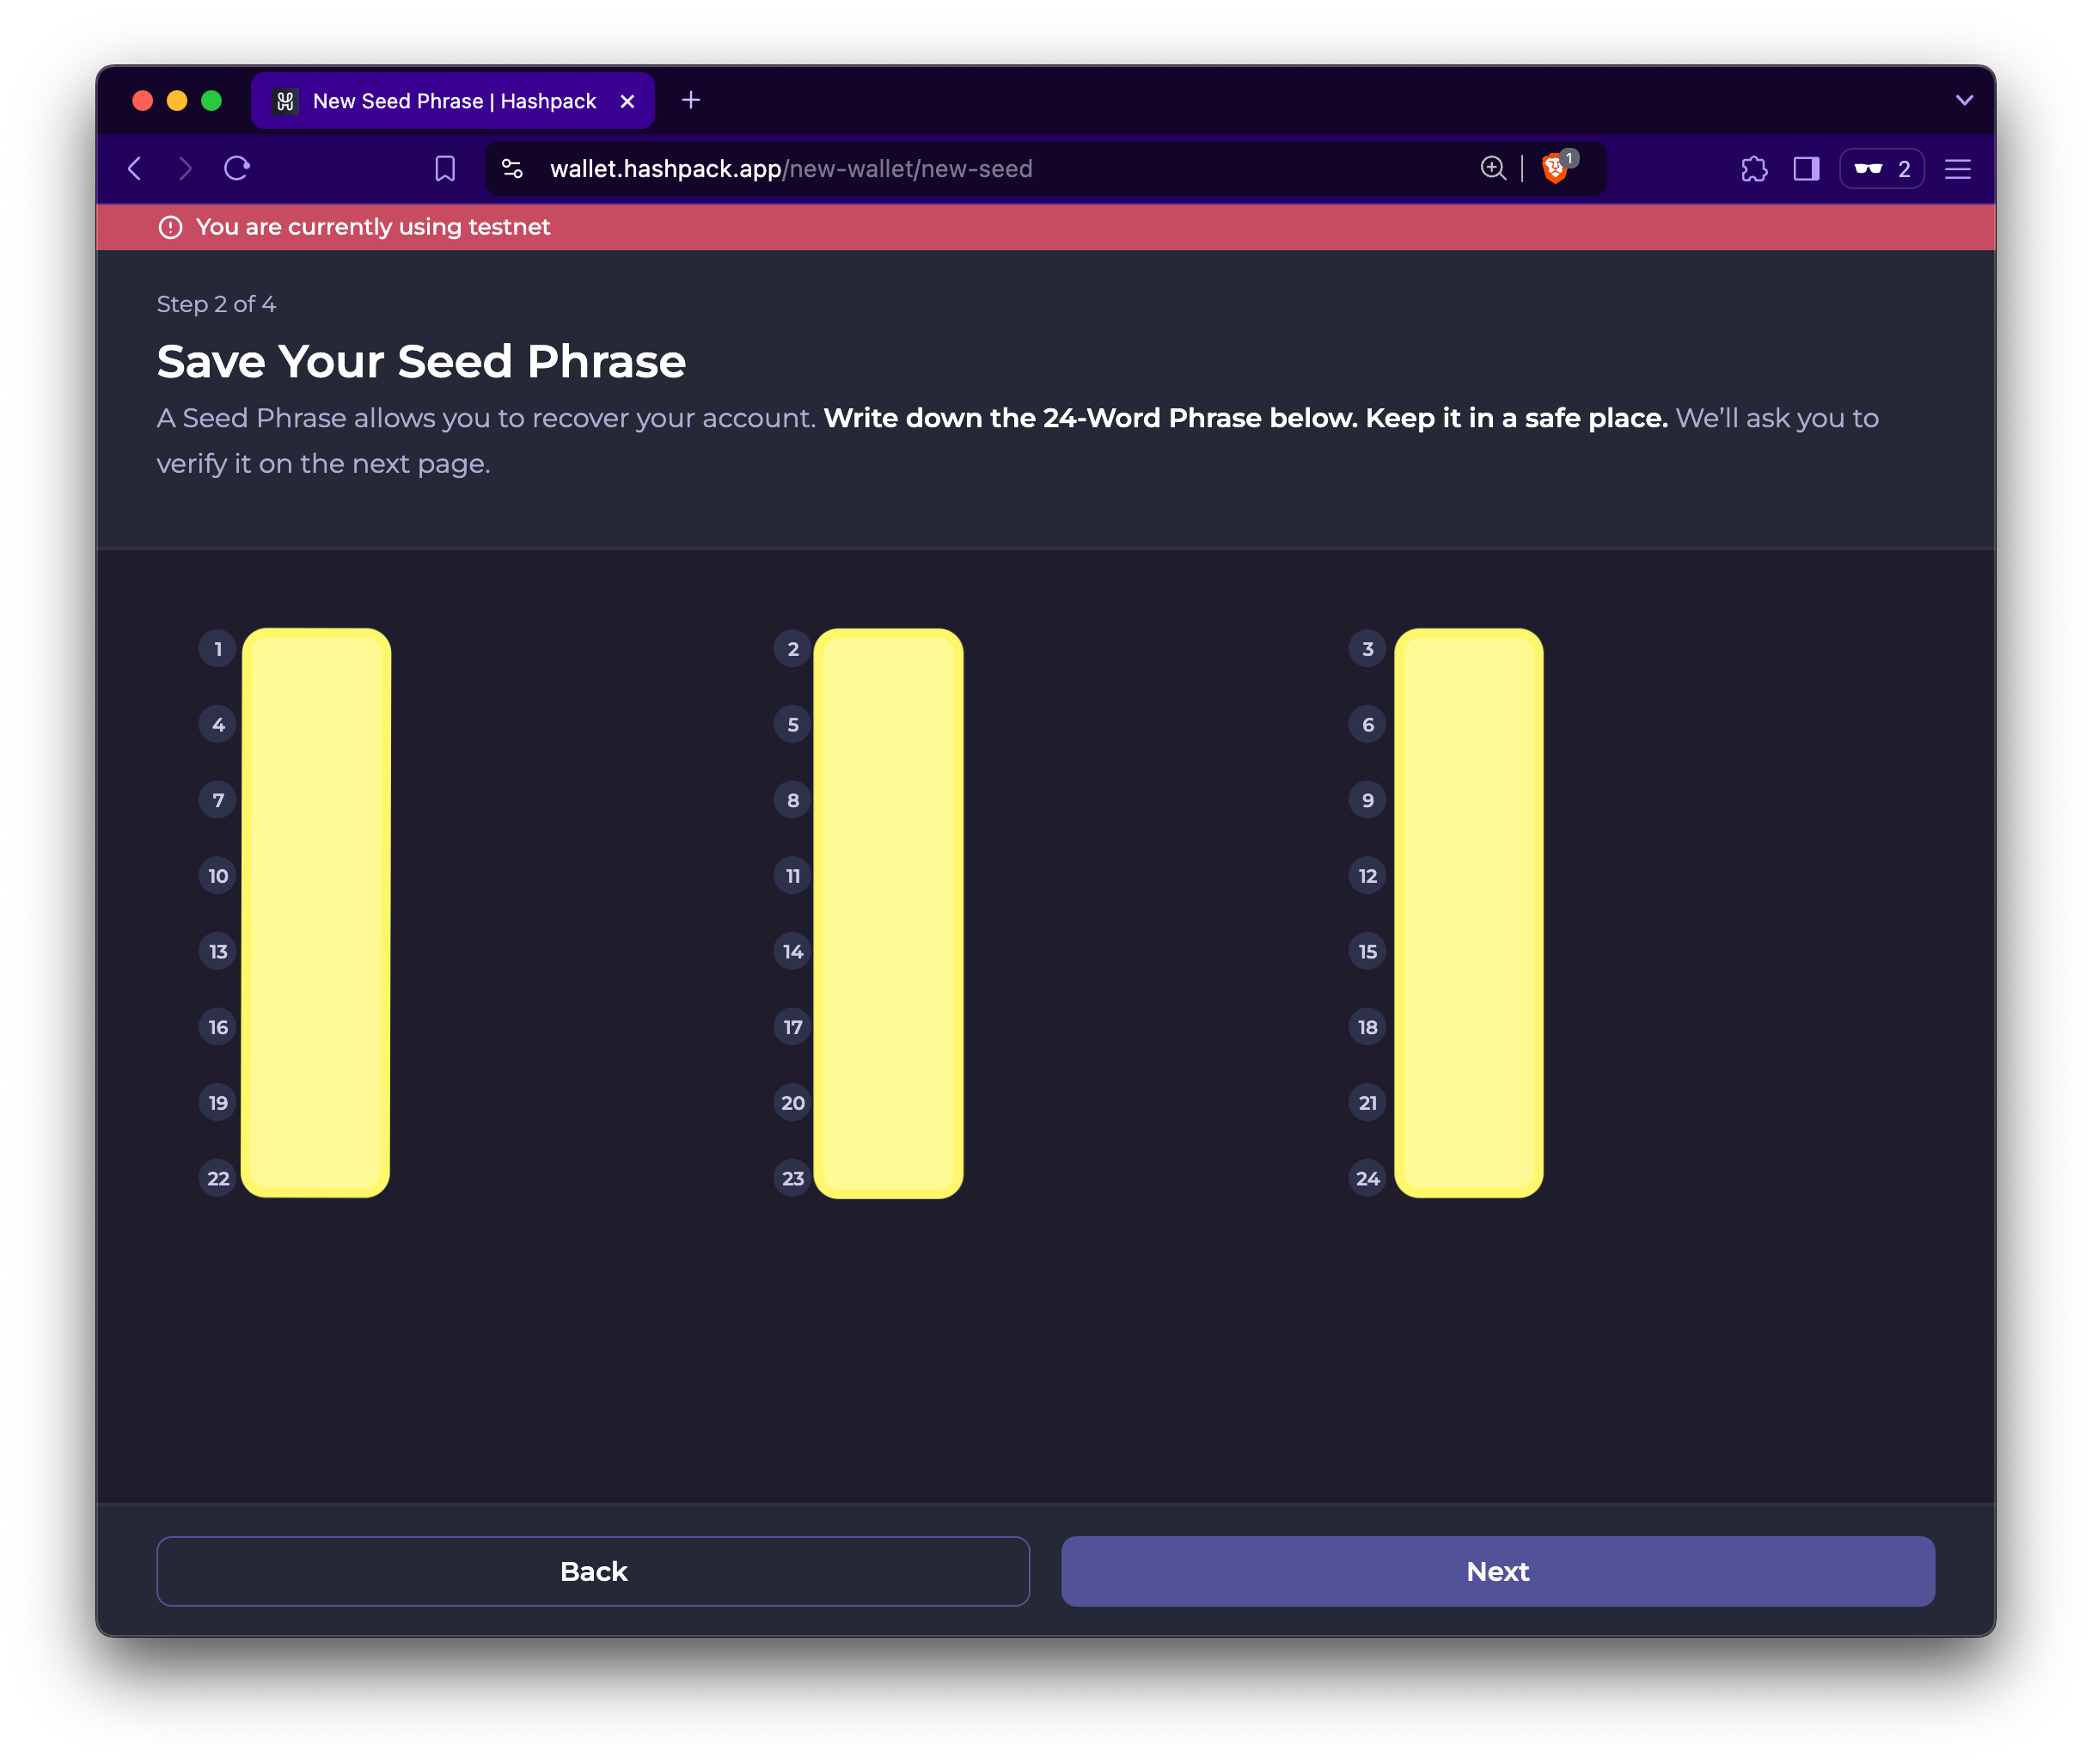 New Seed Phrase | Hashpack
wallet.hashpack.app/new-wallet/new-seed
1
2
You are currently using testnet
Step 2 of 4
Save Your Seed Phrase
A Seed Phrase allows you to recover your account. Write down the 24-Word Phrase below. Keep it in a safe place. We’ll ask you to
verify it on the next page.
1 2 3
4 5 6
7 8 9
10 11 12
13 14 15
16 17 18
19 20 21
22 23 24
Back Next